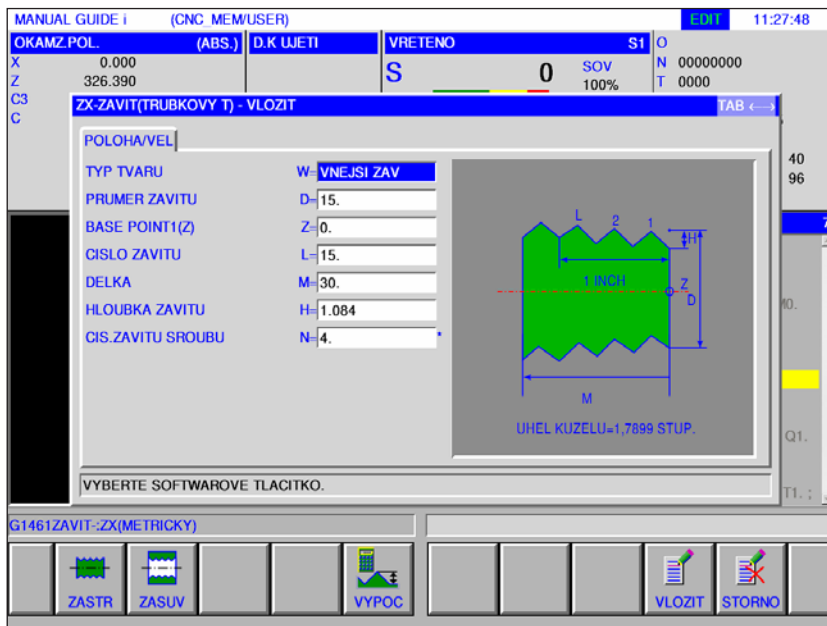 MANUAL GUIDE i (CNC_MEM/USER) EDIT 11:27:48
OKAMZ.POL. (ABS.) D.K UJETI VRETENO S1 O
X 0.000 N 00000000
Z 326.390 S 0 SOV 100% T 0000
C3
C
ZX-ZAVIT(TRUBKOVY T) - VLOZIT TAB ←→
POLOHA/VEL
TYP TVARU W=VNEJSI ZAV
PRUMER ZAVITU D=15.
BASE POINT1(Z) Z=0.
CISLO ZAVITU L=15.
DELKA M=30.
HLOUBKA ZAVITU H=1.084
CIS.ZAVITU SROUBU N=4. *
L 2 1
H
1 INCH
Z
D
M
UHEL KUZELU=1,7899 STUP.
40
96
7
M0.
Q1.
T1. ;
VYBERTE SOFTWAROVE TLACITKO.
G1461ZAVIT-:ZX(METRICKY)
ZASTR ZASUV VYPOC VLOZIT STORNO